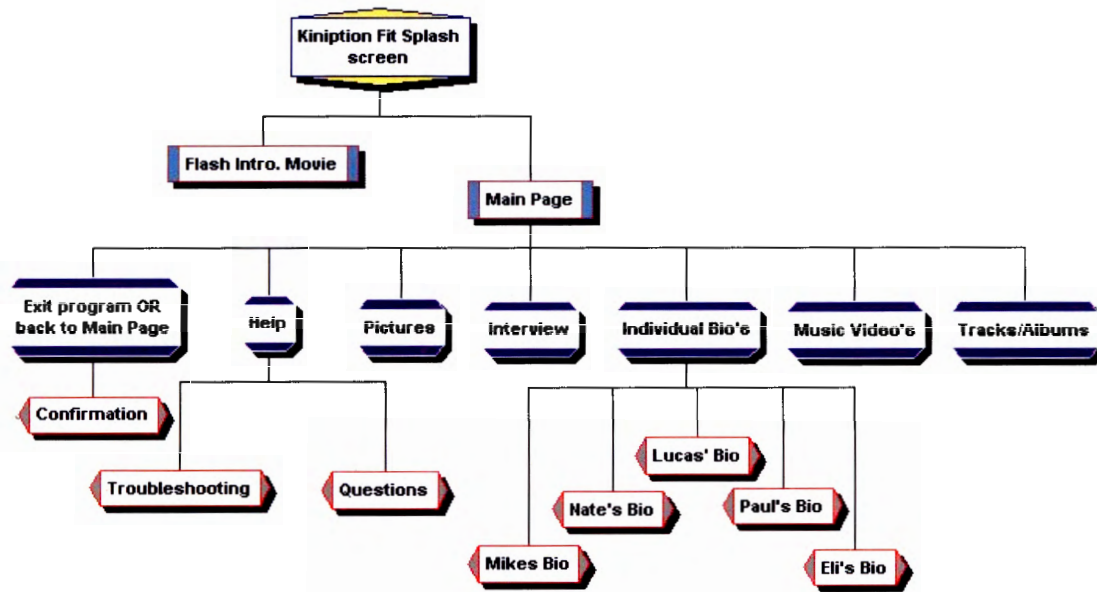 Kiniption Fit Splash
screen
Flash Intro. Movie
Main Page
Exit program OR
back to Main Page
Help
Pictures
Interview
Individual Bio's
Music Video's
Tracks/Albums
Confirmation
Troubleshooting
Questions
Lucas' Bio
Nate's Bio
Paul's Bio
Mikes Bio
Eli's Bio